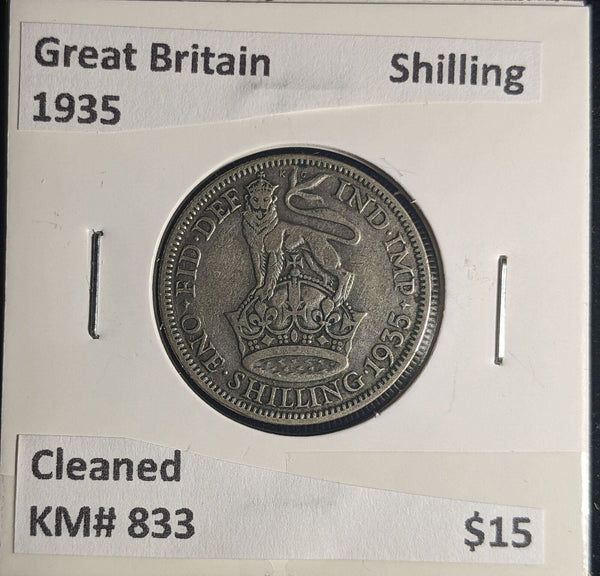 Great Britain Shilling
1935
FID·DEF IND·IMP
·ONE·SHILLING·1935·
Cleaned
KM# 833 $15